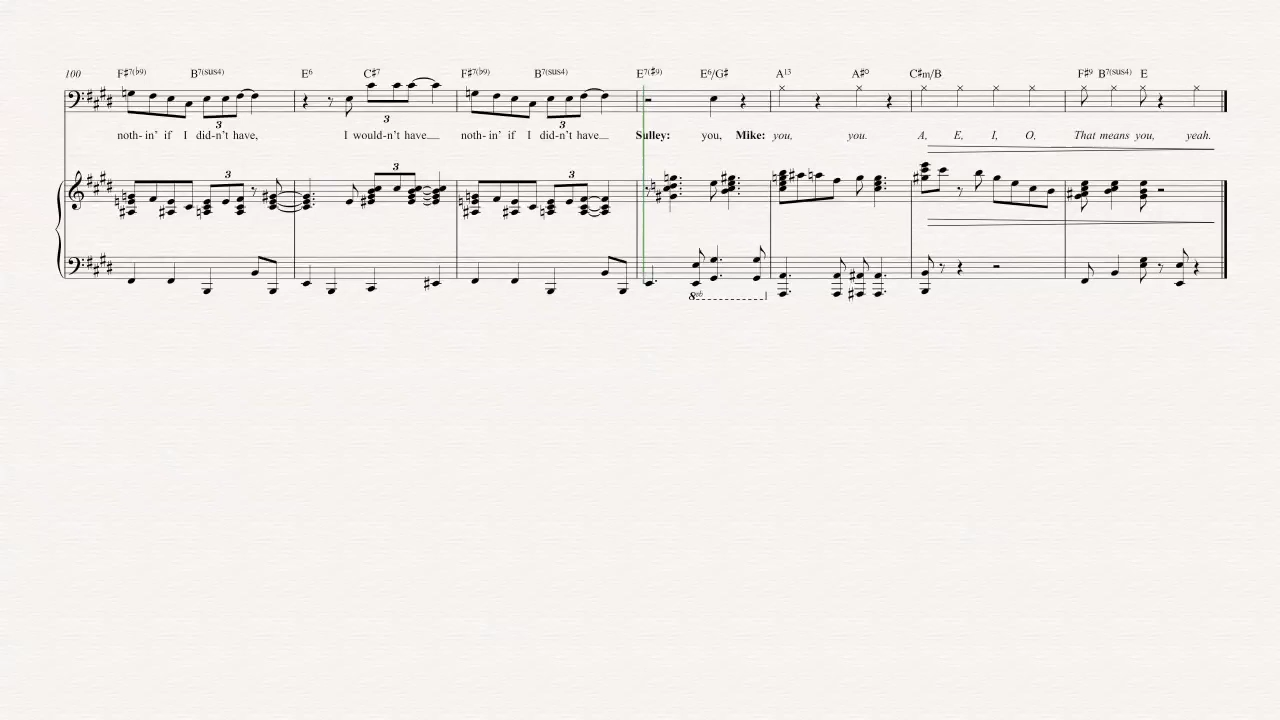 100 F♯7(♭9) B7(sus4) E6 C♯7 F♯7(♭9) B7(sus4) E7(♯9) E6/G♯ A13 A♯o C♯m/B F♯9 B7(sus4) E
3 3 3
noth- in' if I did-n't have, I would-n't have noth- in' if I did-n't have Sulley: you, Mike: you, you. A, E, I, O, That means you, yeah.
3 3 3
8vb